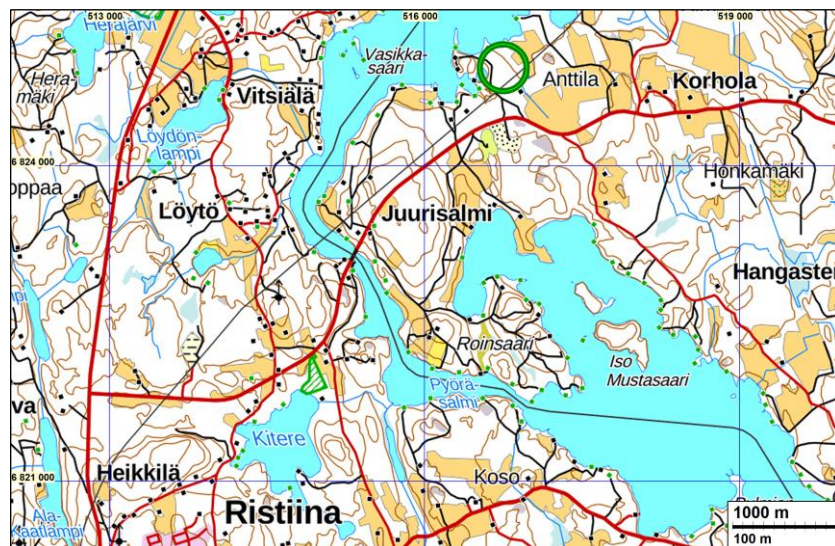 513 000
516 000
519 000
Herajärvi
Vasikka-
saari
Anttila
Korhola
Hera-
mäki
Vitsiälä
Löydön-
lampi
6 824 000
oppaa
Honkamäki
Löytö
Juurisalmi
Hangaste
Roinsaari
Iso
Mustasaari
Pyörä-
salmi
va
Kitere
Heikkilä
6 821 000
Koso
Ristiina
Ala-
Kaatlampi
1000 m
100 m